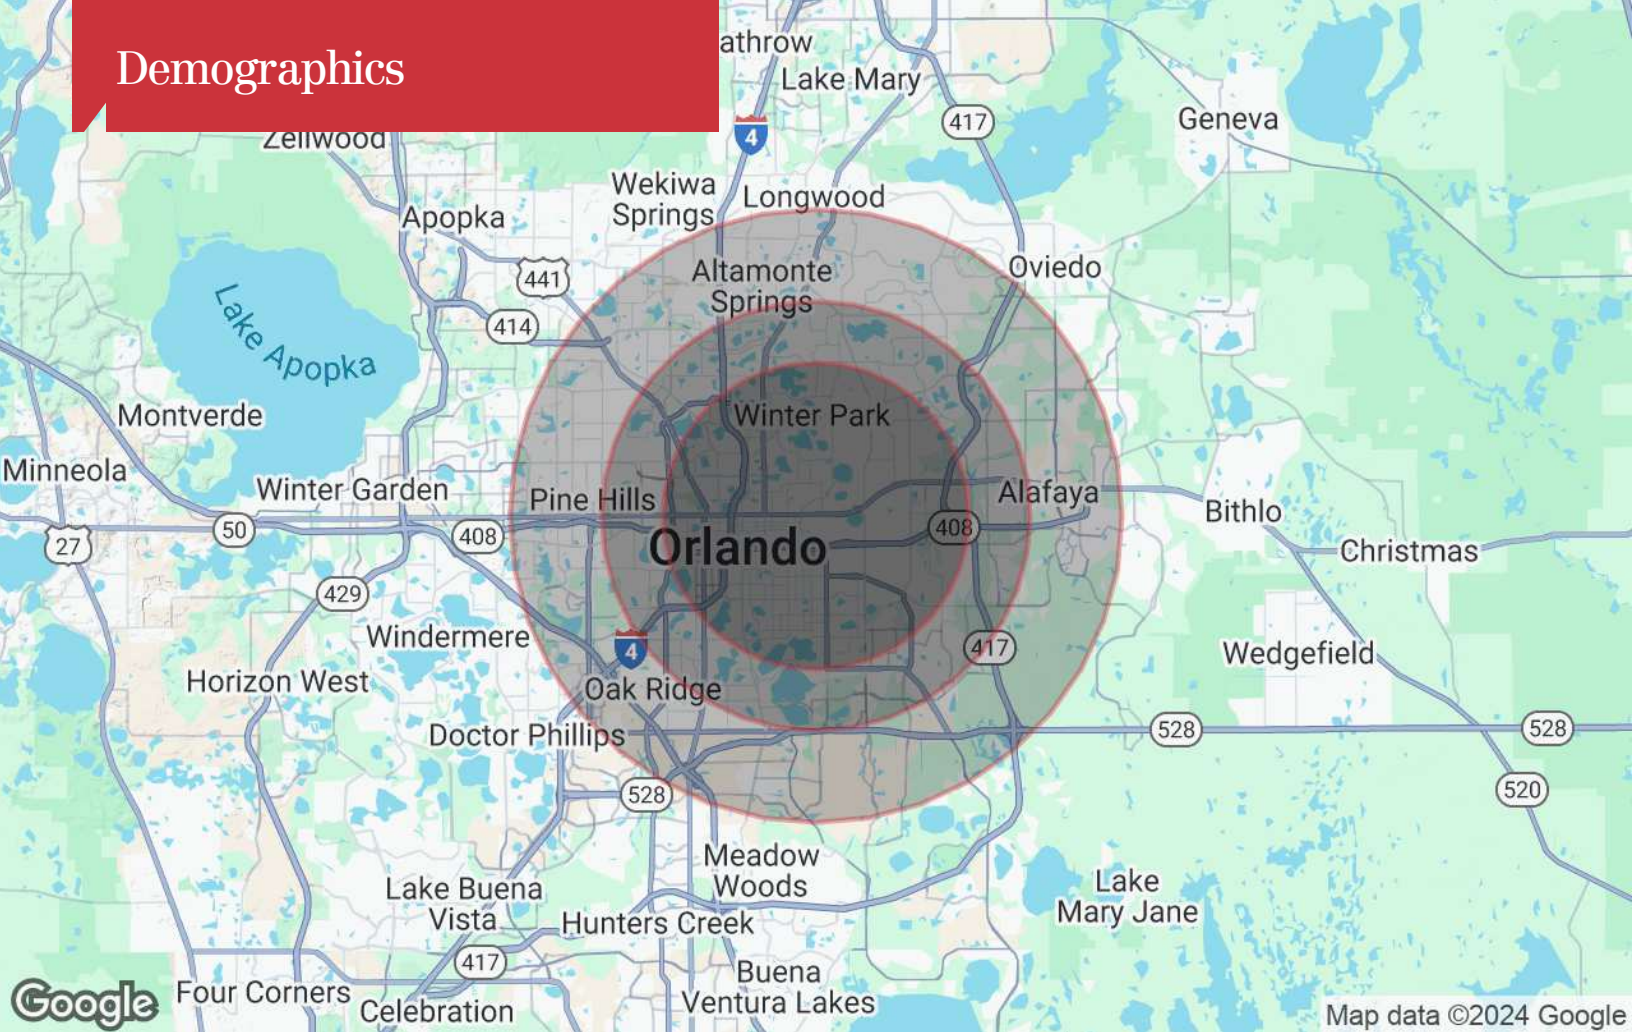 Demographics
athrow
Lake Mary
417
Geneva
4
Zellwood
Wekiwa
Springs
Longwood
Apopka
441
Altamonte
Springs
Oviedo
414
Lake Apopka
Montverde
Winter Park
Minneola
Winter Garden
Pine Hills
Alafaya
Bithlo
50
408
408
27
Orlando
Christmas
429
Windermere
4
417
Wedgefield
Horizon West
Oak Ridge
Doctor Phillips
528
528
528
520
Meadow
Woods
Lake Buena
Vista
Hunters Creek
Lake
Mary Jane
417
Buena
Ventura Lakes
Four Corners
Celebration
Google
Map data ©2024 Google